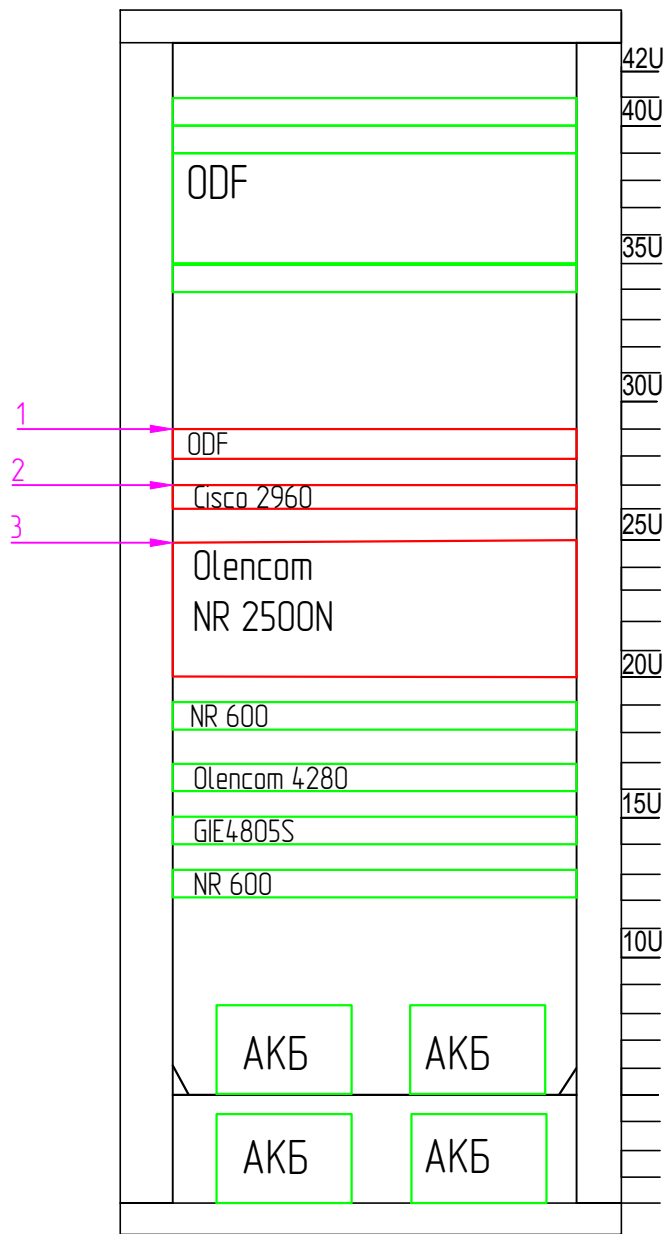 42U
40U
ODF
35U
30U
1
ODF
2
Cisco 2960
3
25U
Olencom
NR 2500N
20U
NR 600
Olencom 4280
15U
GIE4805S
NR 600
10U
АКБ АКБ
АКБ АКБ